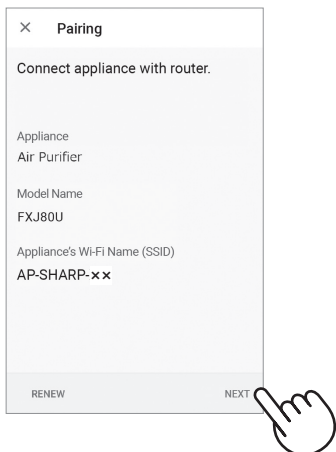 × Pairing
Connect appliance with router.
Appliance
Air Purifier
Model Name
FXJ80U
Appliance's Wi-Fi Name (SSID)
AP-SHARP-××
RENEW NEXT